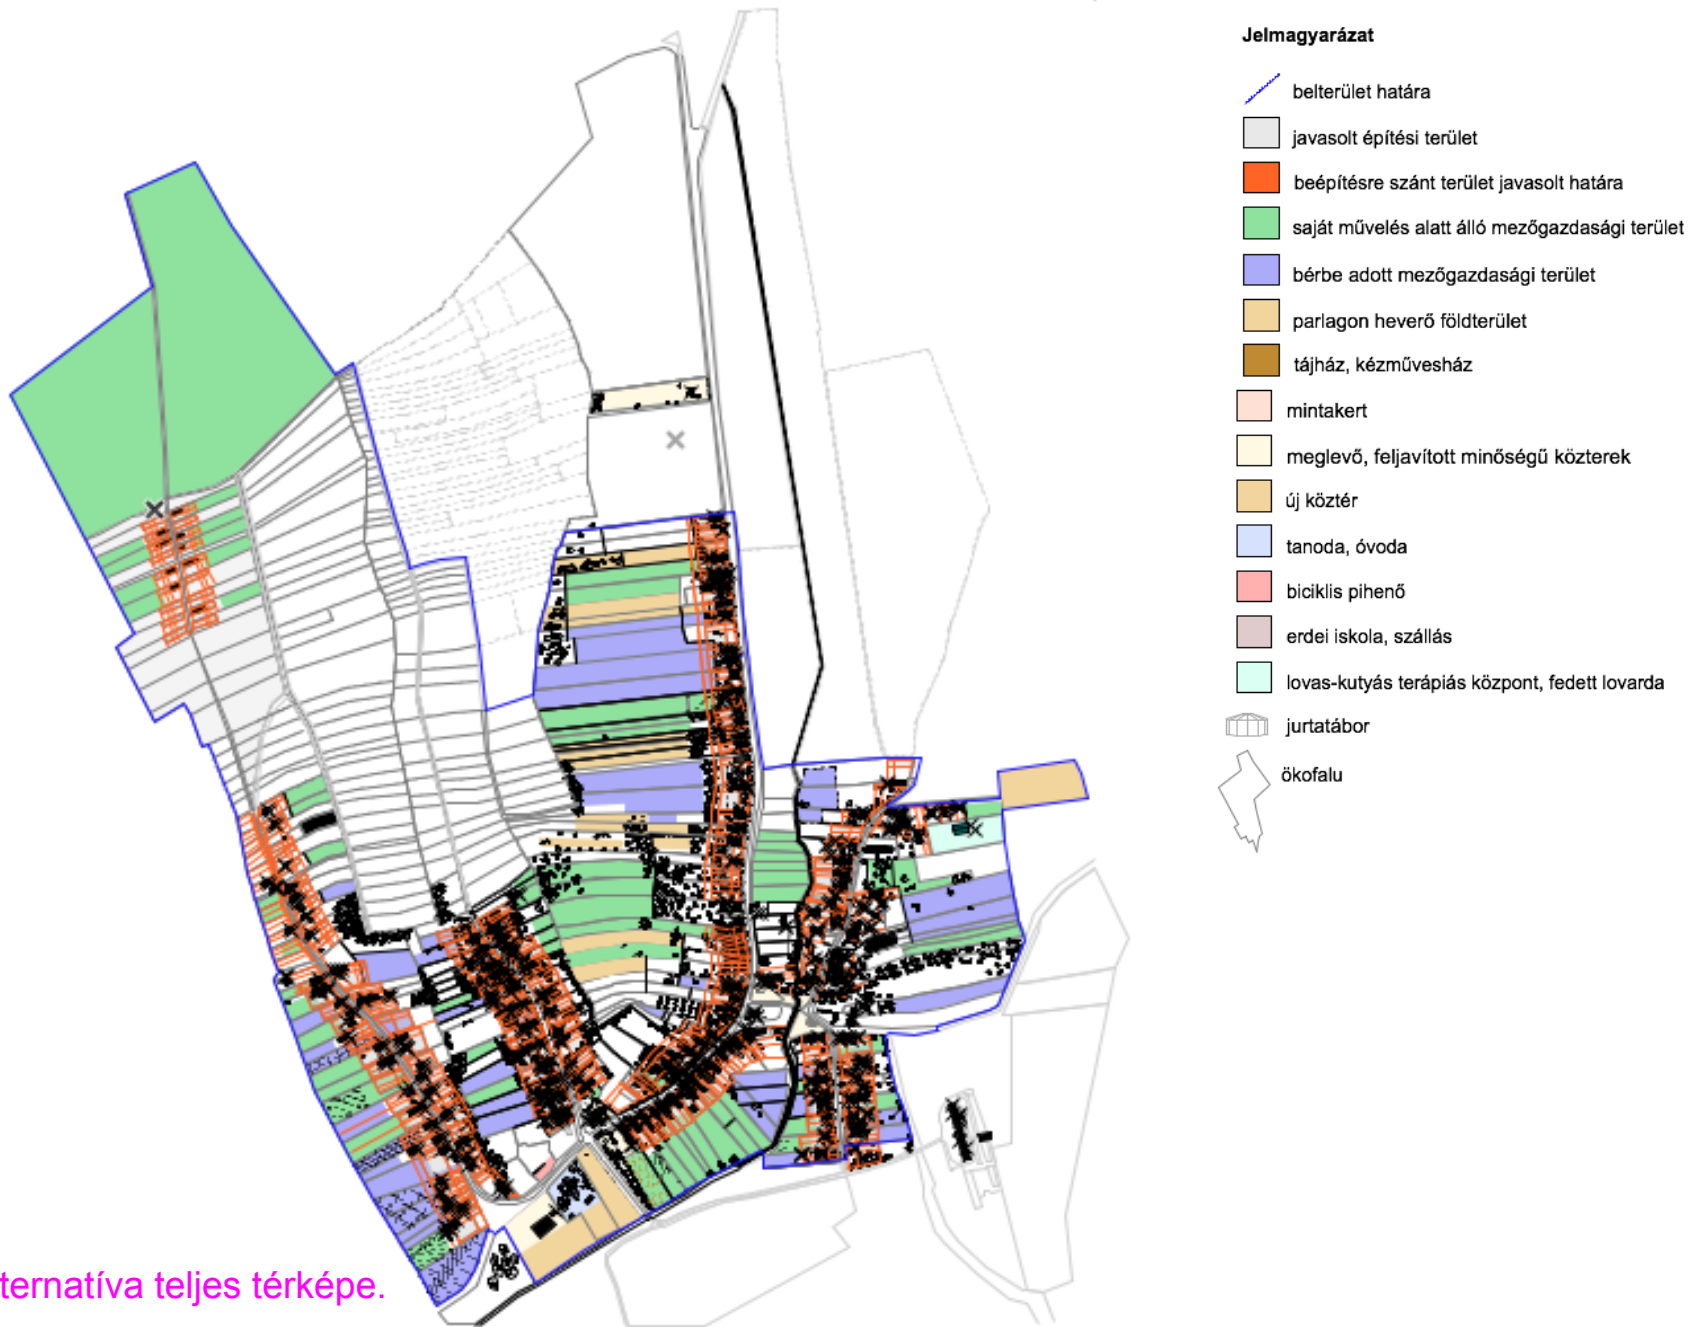 Jelmagyarázat
belterület határa
javasolt építési terület
beépítésre szánt terület javasolt határa
saját művelés alatt álló mezőgazdasági terület
bérbe adott mezőgazdasági terület
parlagon heverő földterület
tájház, kézművesház
mintakert
meglevő, feljavított minőségű közterek
új köztér
tanoda, óvoda
biciklis pihenő
erdei iskola, szállás
lovas-kutyás terápiás központ, fedett lovarda
jurtatábor
ökofalu
ternatíva teljes térképe.